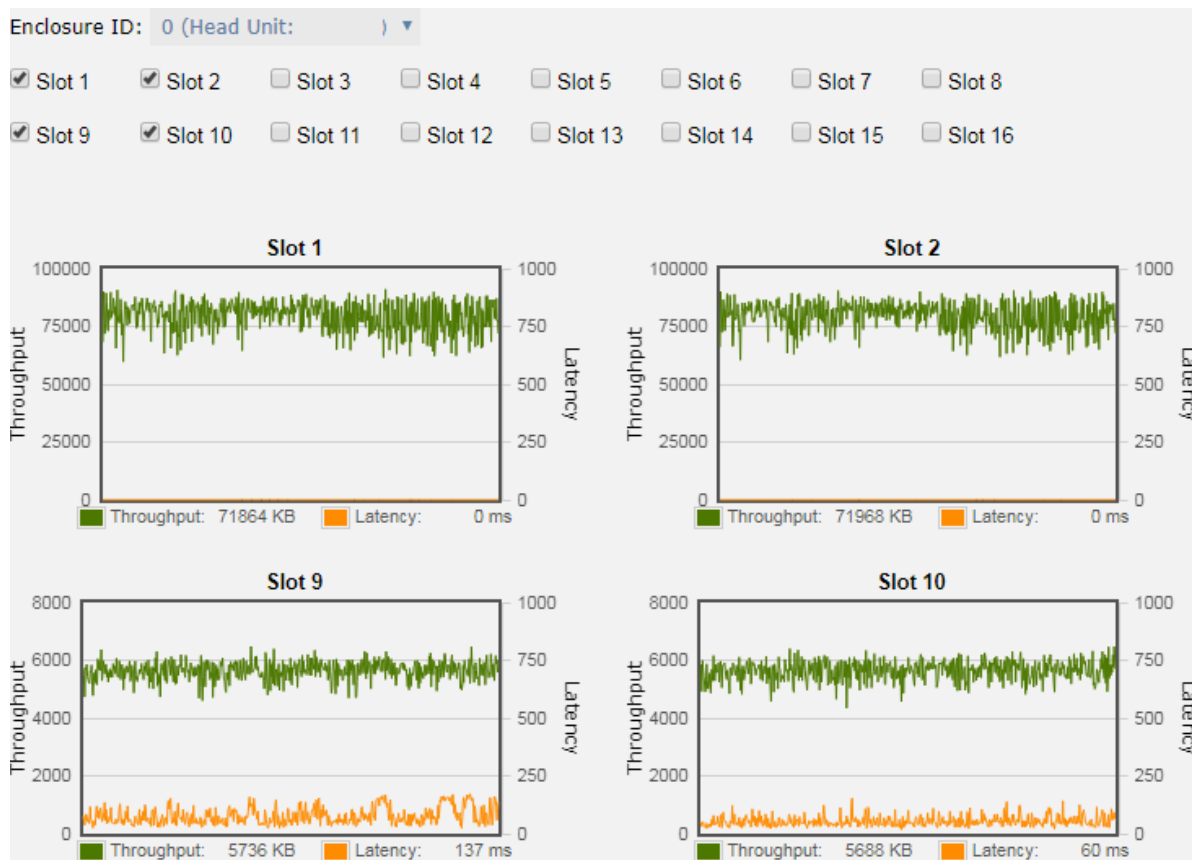 Enclosure ID: 0 (Head Unit: ) ▼
Slot 1 Slot 2 Slot 3 Slot 4 Slot 5 Slot 6 Slot 7 Slot 8
Slot 9 Slot 10 Slot 11 Slot 12 Slot 13 Slot 14 Slot 15 Slot 16
Slot 1
100000 1000
75000 750
50000 500
25000 250
0 0
Throughput
Latency
Throughput: 71864 KB Latency: 0 ms
Slot 2
100000 1000
75000 750
50000 500
25000 250
0 0
Throughput
Latency
Throughput: 71968 KB Latency: 0 ms
Slot 9
8000 1000
6000 750
4000 500
2000 250
0 0
Throughput
Latency
Throughput: 5736 KB Latency: 137 ms
Slot 10
8000 1000
6000 750
4000 500
2000 250
0 0
Throughput
Latency
Throughput: 5688 KB Latency: 60 ms